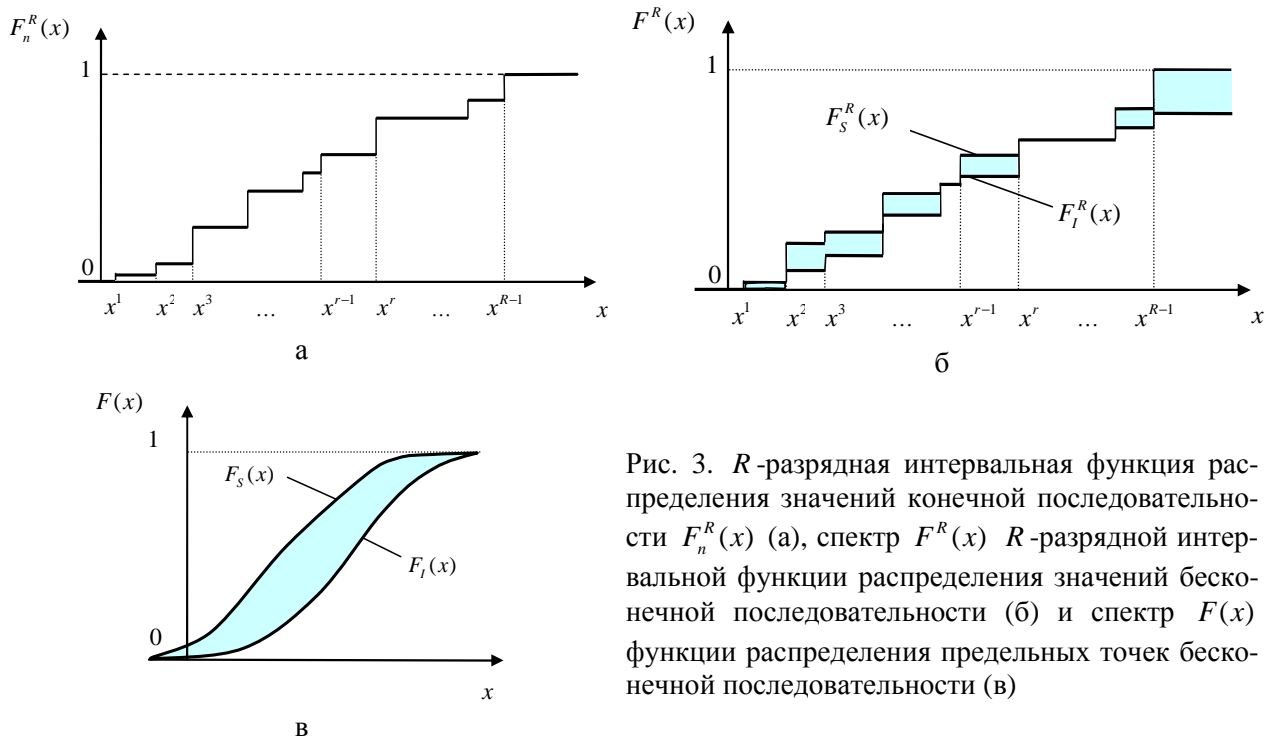 F_n^R(x)
1
0
x^1 x^2 x^3 ... x^{r-1} x^r ... x^{R-1} x
а
F^R(x)
1
F_S^R(x)
F_I^R(x)
0
x^1 x^2 x^3 ... x^{r-1} x^r ... x^{R-1} x
б
F(x)
1
F_S(x)
F_I(x)
0
x
в
Рис. 3. R-разрядная интервальная функция рас-
пределения значений конечной последовательно-
сти F_n^R(x) (а), спектр F^R(x) R-разрядной интер-
вальной функции распределения значений беско-
нечной последовательности (б) и спектр F(x)
функции распределения предельных точек беско-
нечной последовательности (в)